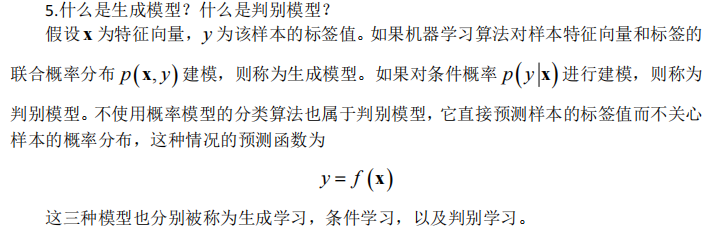 5.什么是生成模型？什么是判别模型？
假设x为特征向量，y为该样本的标签值。如果机器学习算法对样本特征向量和标签的
联合概率分布p(x,y)建模，则称为生成模型。如果对条件概率p(y|x)进行建模，则称为
判别模型。不使用概率模型的分类算法也属于判别模型，它直接预测样本的标签值而不关心
样本的概率分布，这种情况的预测函数为
y = f(x)
这三种模型也分别被称为生成学习，条件学习，以及判别学习。